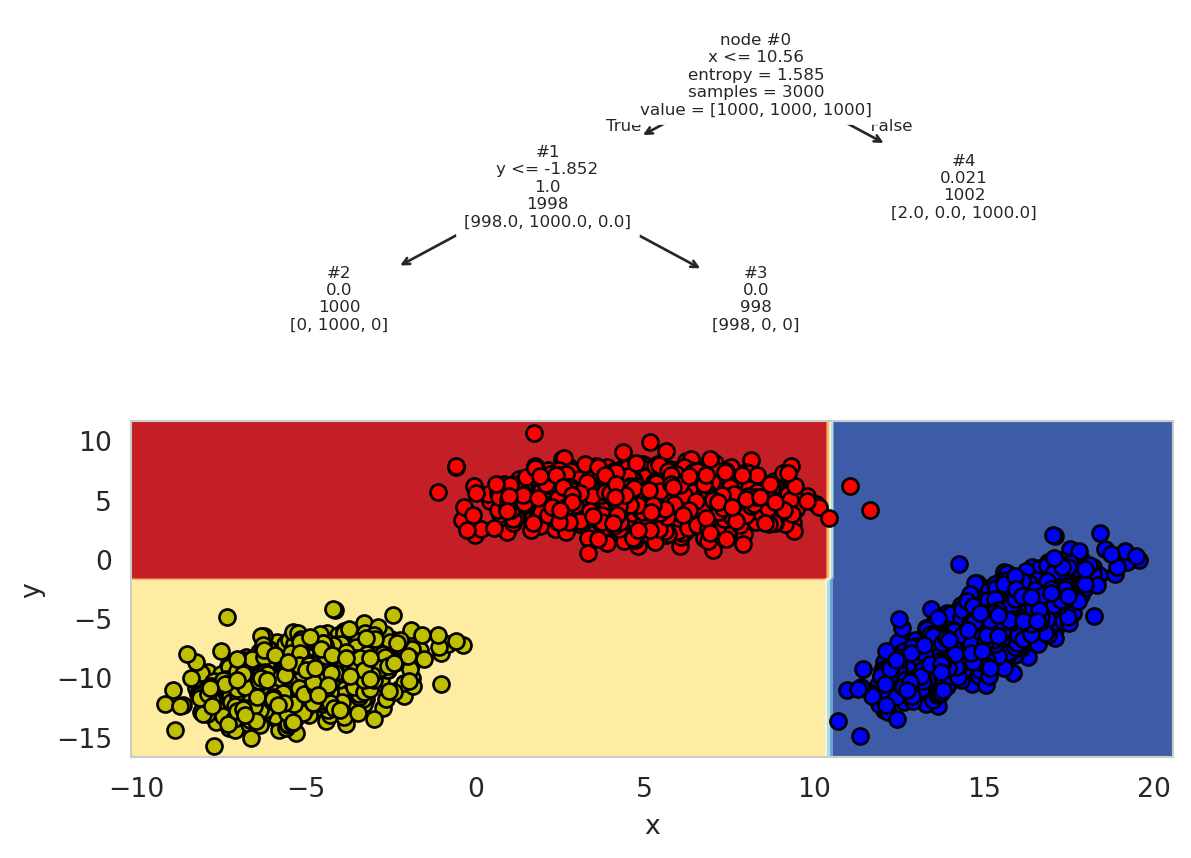 node #0
x <= 10.56
entropy = 1.585
samples = 3000
value = [1000, 1000, 1000]
True
False
#1
y <= -1.852
1.0
1998
[998.0, 1000.0, 0.0]
#4
0.021
1002
[2.0, 0.0, 1000.0]
#2
0.0
1000
[0, 1000, 0]
#3
0.0
998
[998, 0, 0]
10
5
0
−5
−10
−15
y
−10
−5
0
5
10
15
20
x